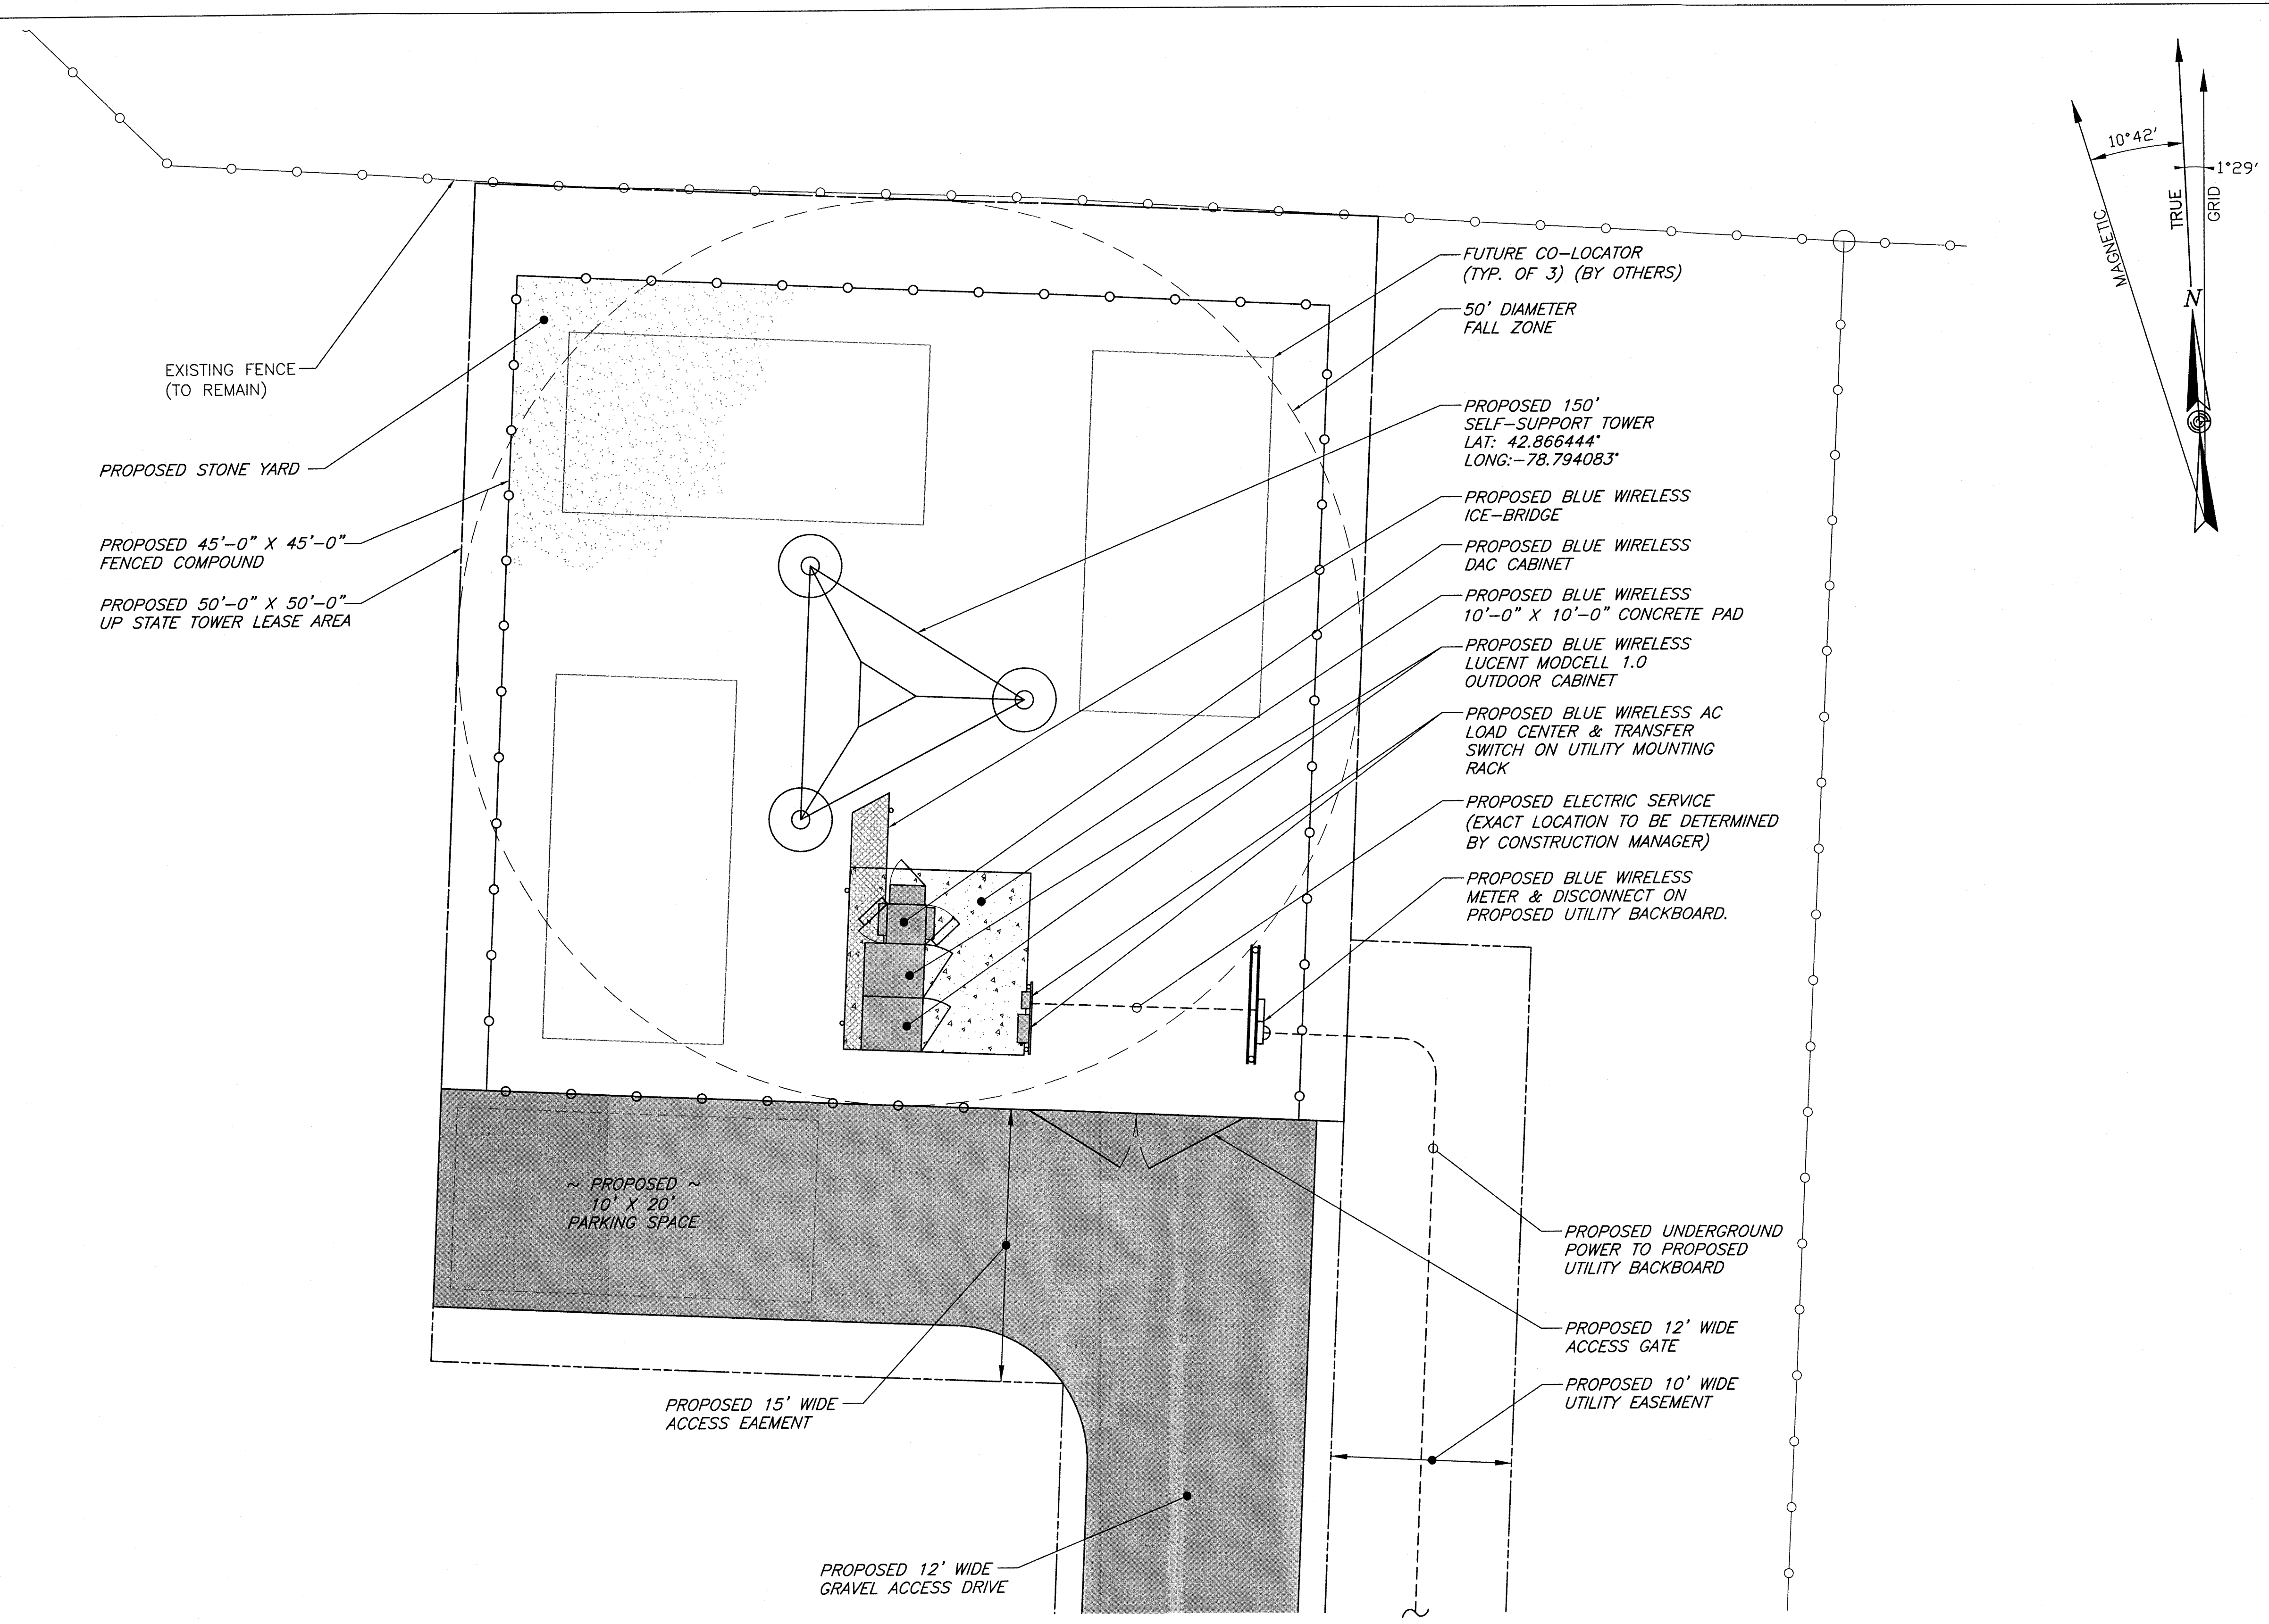 10°42'
1°29'
MAGNETIC
TRUE
GRID
N
EXISTING FENCE
(TO REMAIN)
PROPOSED STONE YARD
PROPOSED 45'-0" X 45'-0"
FENCED COMPOUND
PROPOSED 50'-0" X 50'-0"
UP STATE TOWER LEASE AREA
FUTURE CO-LOCATOR
(TYP. OF 3) (BY OTHERS)
50' DIAMETER
FALL ZONE
PROPOSED 150'
SELF-SUPPORT TOWER
LAT: 42.866444°
LONG:-78.794083°
PROPOSED BLUE WIRELESS
ICE-BRIDGE
PROPOSED BLUE WIRELESS
DAC CABINET
PROPOSED BLUE WIRELESS
10'-0" X 10'-0" CONCRETE PAD
PROPOSED BLUE WIRELESS
LUCENT MODCELL 1.0
OUTDOOR CABINET
PROPOSED BLUE WIRELESS AC
LOAD CENTER & TRANSFER
SWITCH ON UTILITY MOUNTING
RACK
PROPOSED ELECTRIC SERVICE
(EXACT LOCATION TO BE DETERMINED
BY CONSTRUCTION MANAGER)
PROPOSED BLUE WIRELESS
METER & DISCONNECT ON
PROPOSED UTILITY BACKBOARD.
~ PROPOSED ~
10' X 20'
PARKING SPACE
PROPOSED UNDERGROUND
POWER TO PROPOSED
UTILITY BACKBOARD
PROPOSED 12' WIDE
ACCESS GATE
PROPOSED 10' WIDE
UTILITY EASEMENT
PROPOSED 15' WIDE
ACCESS EAEMENT
PROPOSED 12' WIDE
GRAVEL ACCESS DRIVE